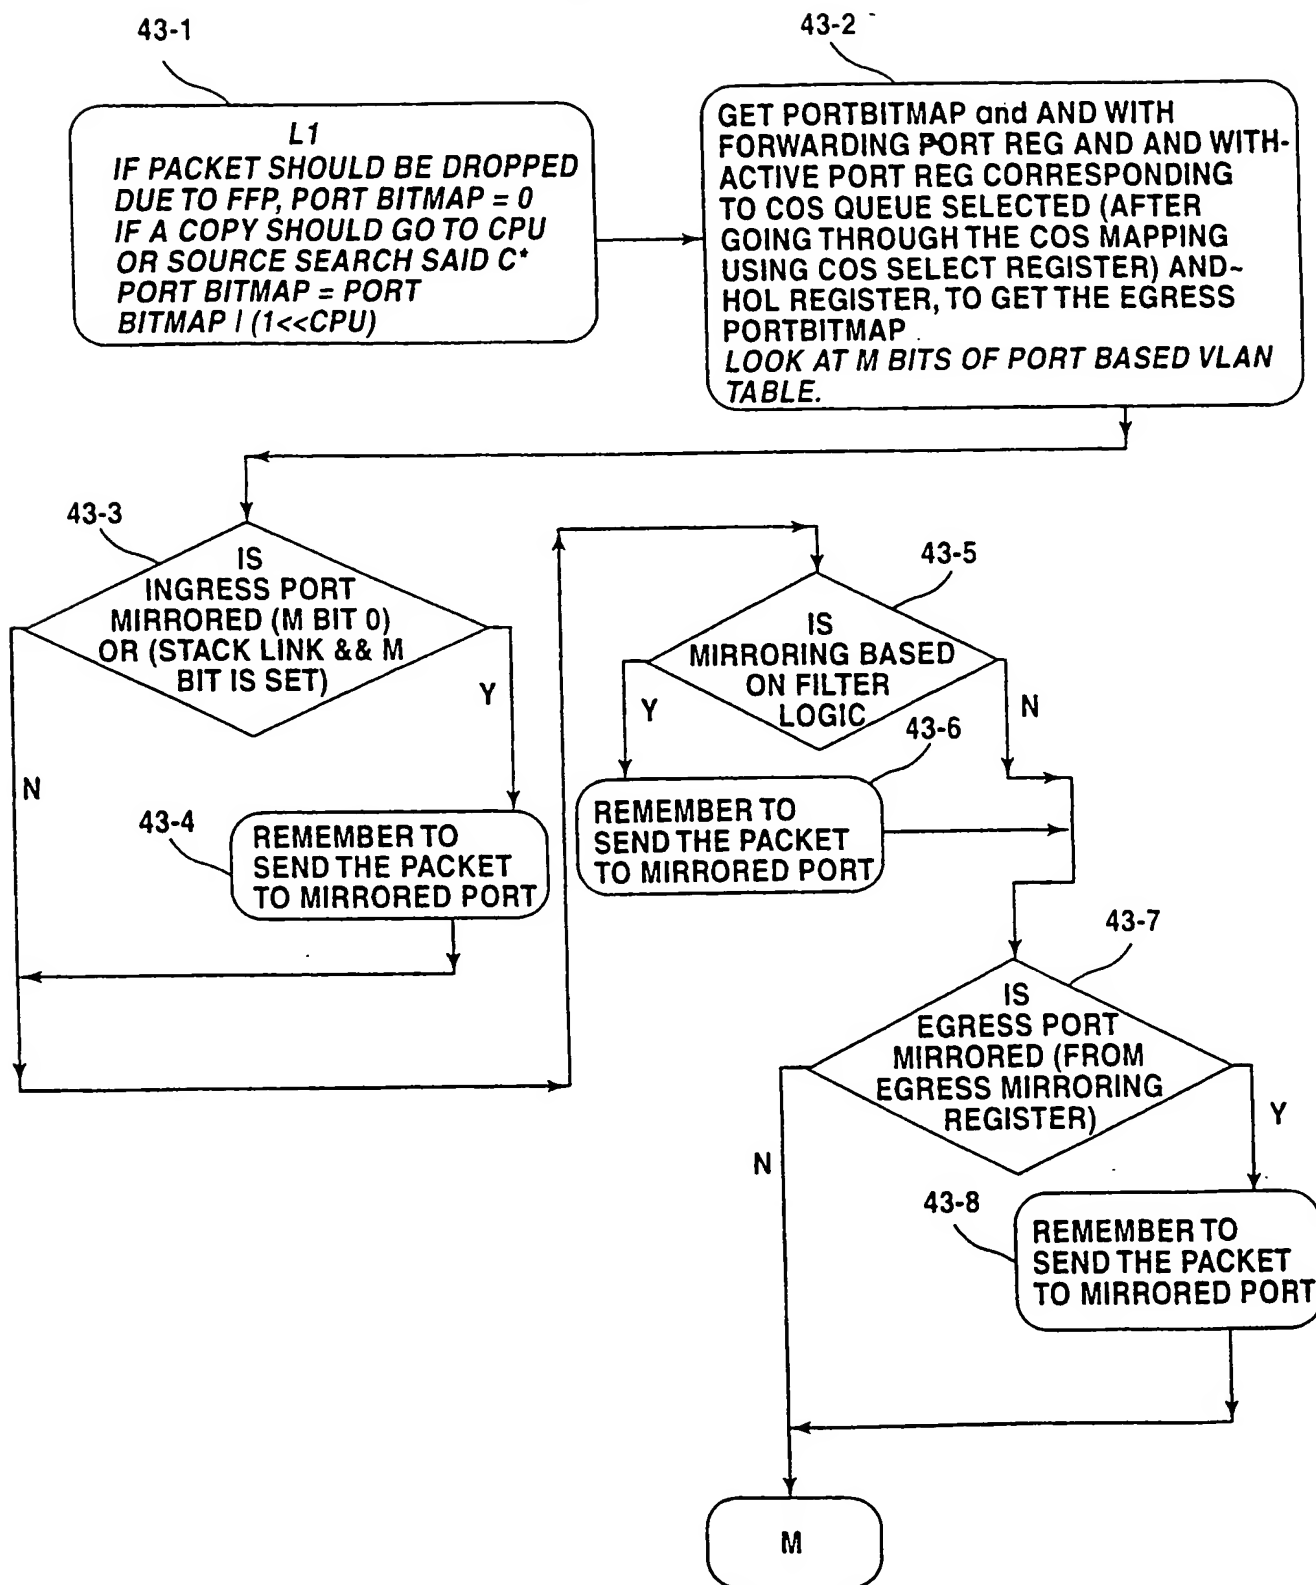 43-1
43-2
L1
IF PACKET SHOULD BE DROPPED
DUE TO FFP, PORT BITMAP = 0
IF A COPY SHOULD GO TO CPU
OR SOURCE SEARCH SAID C*
PORT BITMAP = PORT
BITMAP | (1<<CPU)
GET PORTBITMAP and AND WITH
FORWARDING PORT REG AND AND WITH-
ACTIVE PORT REG CORRESPONDING
TO COS QUEUE SELECTED (AFTER
GOING THROUGH THE COS MAPPING
USING COS SELECT REGISTER) AND~
HOL REGISTER, TO GET THE EGRESS
PORTBITMAP
LOOK AT M BITS OF PORT BASED VLAN
TABLE.
43-3
IS
INGRESS PORT
MIRRORED (M BIT 0)
OR (STACK LINK && M
BIT IS SET)
Y
N
43-4
REMEMBER TO
SEND THE PACKET
TO MIRRORED PORT
43-5
IS
MIRRORING BASED
ON FILTER
LOGIC
Y
N
43-6
REMEMBER TO
SEND THE PACKET
TO MIRRORED PORT
43-7
IS
EGRESS PORT
MIRRORED (FROM
EGRESS MIRRORING
REGISTER)
N
Y
43-8
REMEMBER TO
SEND THE PACKET
TO MIRRORED PORT
M